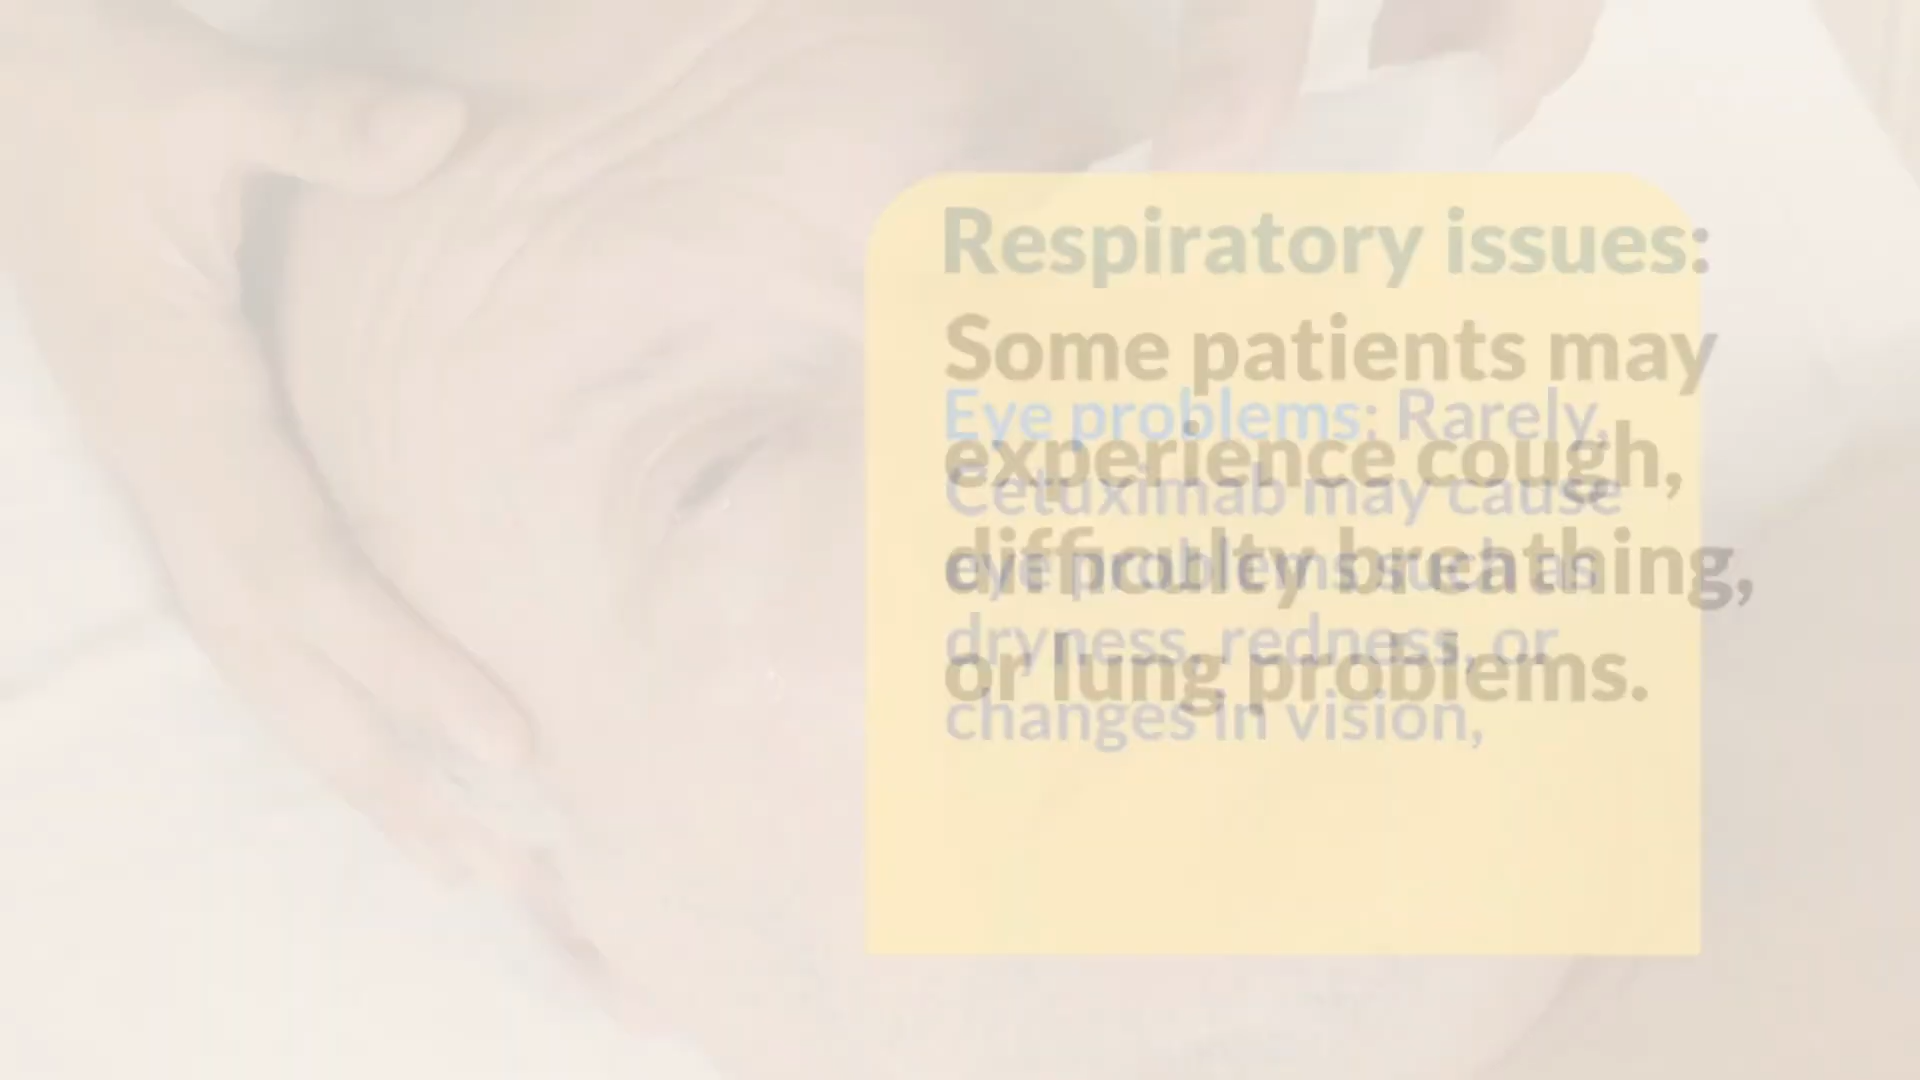 Respiratory issues:
Some patients may
experience cough,
difficulty breathing,
or lung problems.
Eye problems: Rarely,
Cetuximab may cause
eye problems such as
dryness, redness, or
changes in vision,